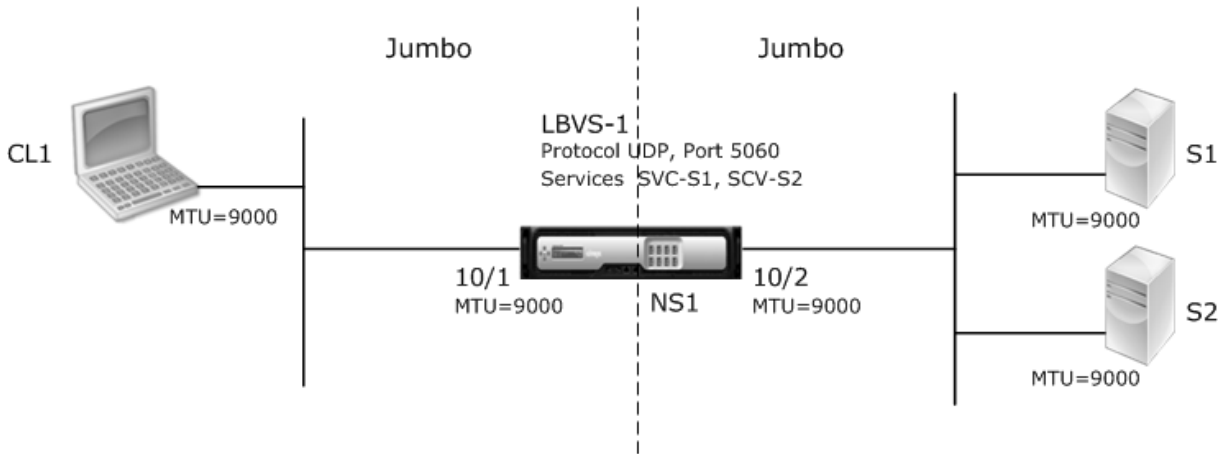 Jumbo
Jumbo
LBVS-1
Protocol UDP, Port 5060
Services SVC-S1, SCV-S2
CL1
MTU=9000
S1
MTU=9000
10/1
MTU=9000
NS1
10/2
MTU=9000
S2
MTU=9000